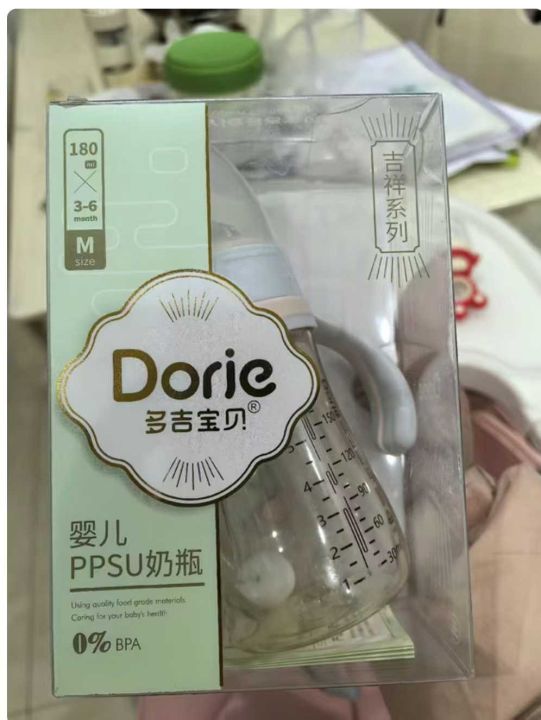 180
ml
3-6
month
M
size
吉祥系列
Dorie
多吉宝贝®
婴儿
PPSU奶瓶
Using quality food grade materials
Caring for your baby's health
0% BPA
150
5
120
4
90
3
60
2
30
1